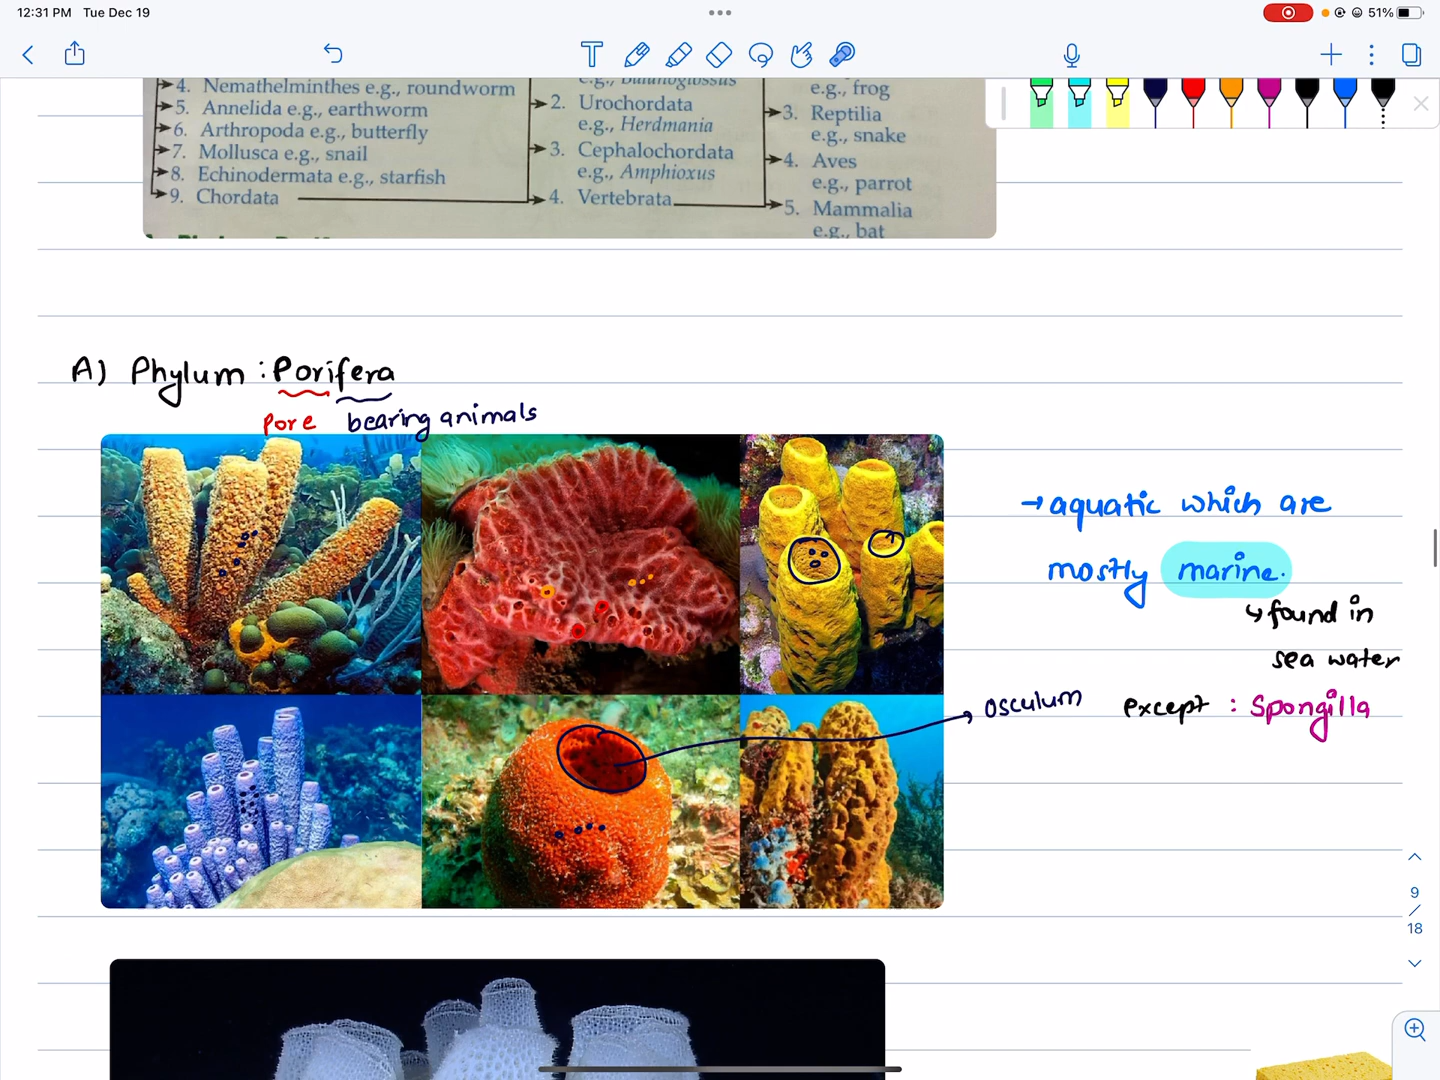 12:31 PM Tue Dec 19
51%
4. Nemathelminthes e.g., roundworm
5. Annelida e.g., earthworm
6. Arthropoda e.g., butterfly
7. Mollusca e.g., snail
8. Echinodermata e.g., starfish
9. Chordata
e.g., Balanoglossus
2. Urochordata
e.g., Herdmania
3. Cephalochordata
e.g., Amphioxus
4. Vertebrata
e.g., frog
3. Reptilia
e.g., snake
4. Aves
e.g., parrot
5. Mammalia
e.g., bat
A) Phylum : Porifera
Pore bearing animals
→ aquatic which are
mostly marine.
↳ found in
sea water
osculum
except : Spongilla
9
/
18